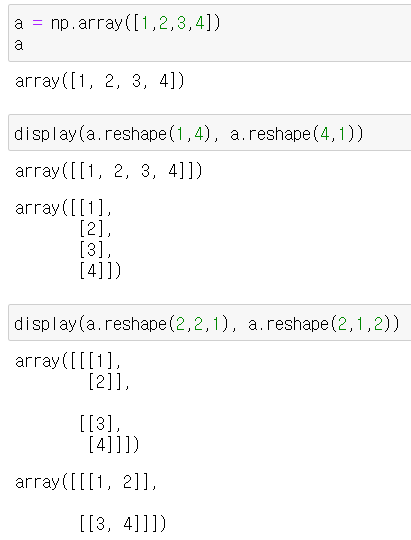 a = np.array([1,2,3,4])
a
array([1, 2, 3, 4])
display(a.reshape(1,4), a.reshape(4,1))
array([[1, 2, 3, 4]])
array([[1],
       [2],
       [3],
       [4]])
display(a.reshape(2,2,1), a.reshape(2,1,2))
array([[[1],
        [2]],
       [[3],
        [4]]])
array([[[1, 2]],
       [[3, 4]]])